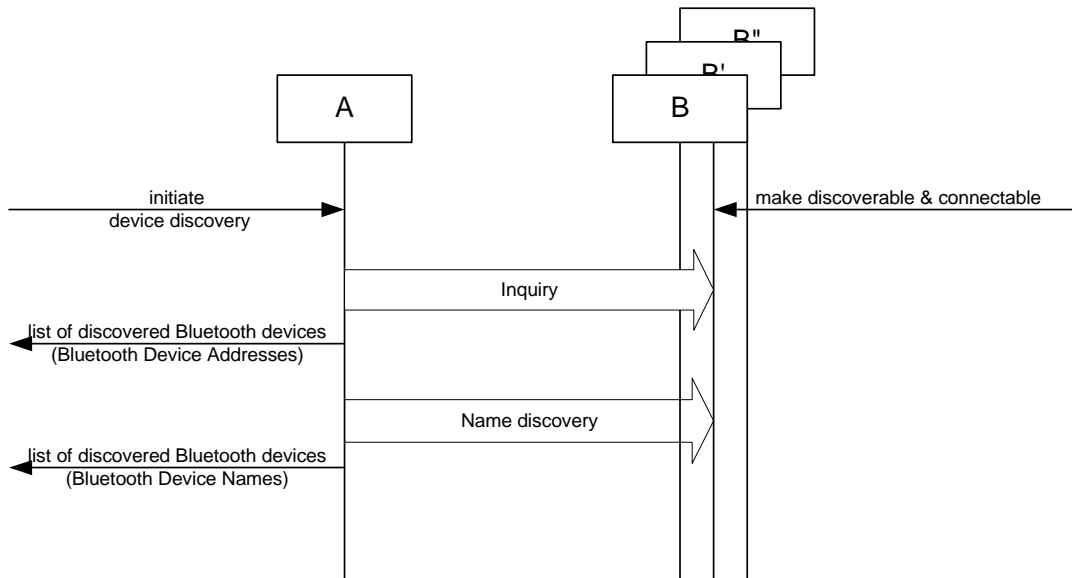 B"
B'
A
B
initiate
device discovery
make discoverable & connectable
Inquiry
list of discovered Bluetooth devices
(Bluetooth Device Addresses)
Name discovery
list of discovered Bluetooth devices
(Bluetooth Device Names)